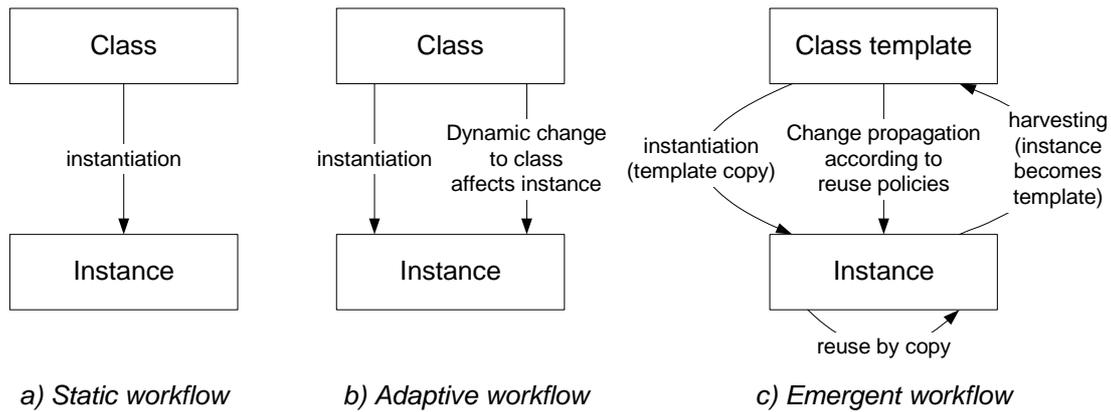 Class
instantiation
Instance
a) Static workflow
Class
instantiation
Dynamic change
to class
affects instance
Instance
b) Adaptive workflow
Class template
instantiation
(template copy)
Change propagation
according to
reuse policies
harvesting
(instance
becomes
template)
Instance
reuse by copy
c) Emergent workflow